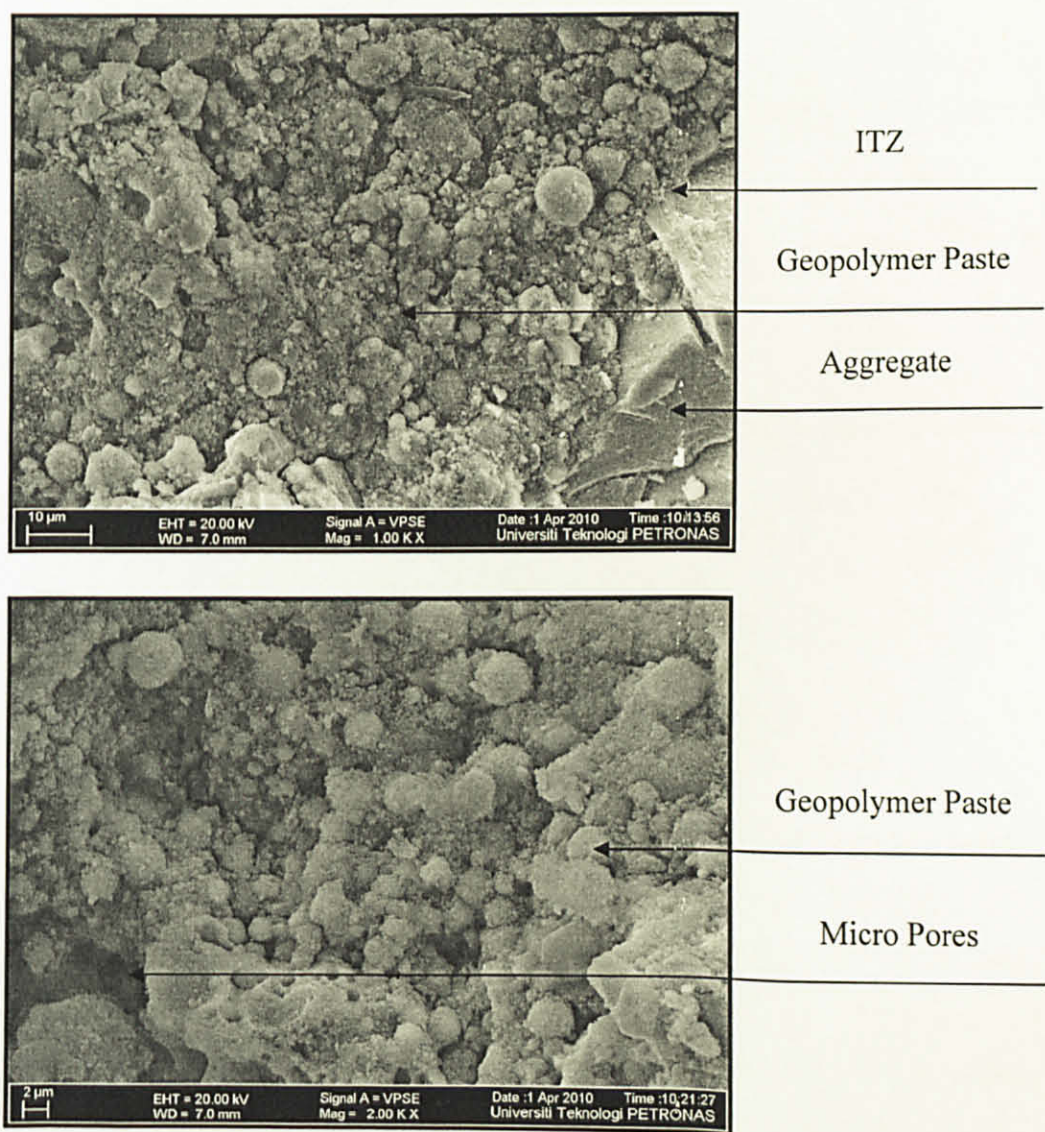 ITZ
Geopolymer Paste
Aggregate
10 µm
EHT = 20.00 kV Signal A = VPSE Date :1 Apr 2010 Time :10:13:56
WD = 7.0 mm Mag = 1.00 K X Universiti Teknologi PETRONAS
Geopolymer Paste
Micro Pores
2 µm
EHT = 20.00 kV Signal A = VPSE Date :1 Apr 2010 Time :10:21:27
WD = 7.0 mm Mag = 2.00 K X Universiti Teknologi PETRONAS